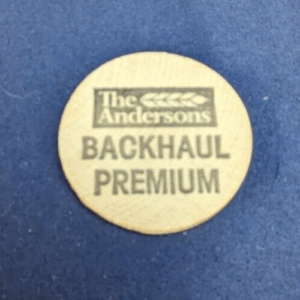 The
Andersons
BACKHAUL
PREMIUM